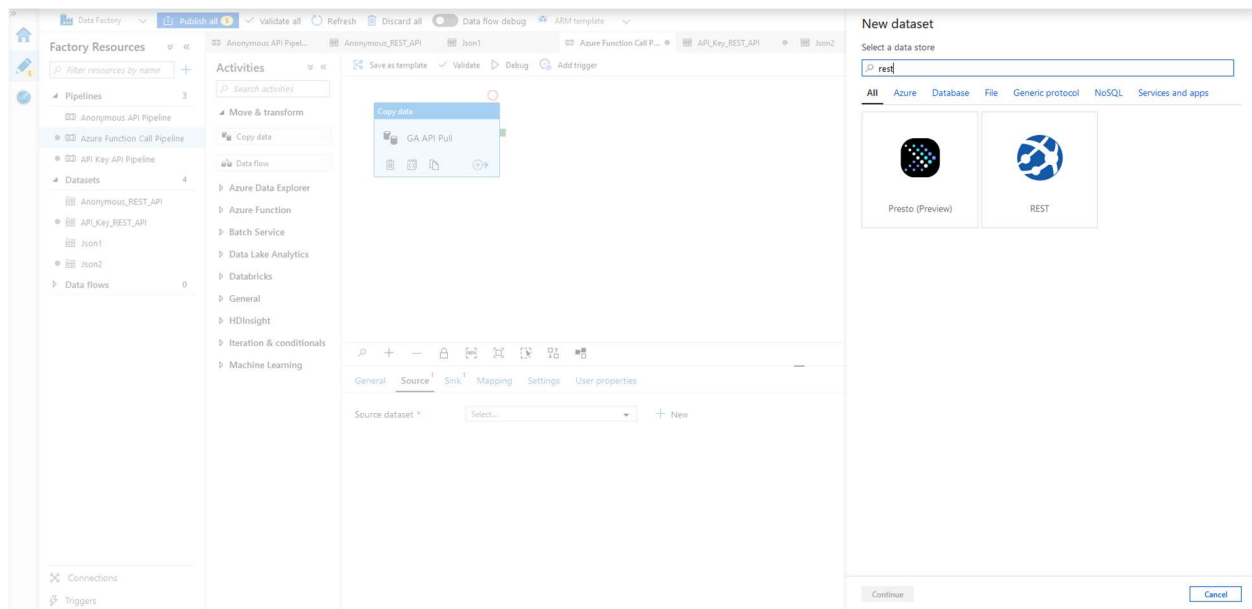 Data Factory
Publish all 5
Validate all
Refresh
Discard all
Data flow debug
ARM template
Factory Resources
Filter resources by name
Pipelines 3
Anonymous API Pipeline
Azure Function Call Pipeline
API Key API Pipeline
Datasets 4
Anonymous_REST_API
API_Key_REST_API
Json1
Json2
Data flows 0
Connections
Triggers
Anonymous API Pipel...
Anonymous_REST_API
Json1
Azure Function Call P...
API_Key_REST_API
Json2
Activities
Search activities
Move & transform
Copy data
Data flow
Azure Data Explorer
Azure Function
Batch Service
Data Lake Analytics
Databricks
General
HDInsight
Iteration & conditionals
Machine Learning
Save as template
Validate
Debug
Add trigger
Copy data
GA API Pull
General
Source 1
Sink 1
Mapping
Settings
User properties
Source dataset *
Select...
New
New dataset
Select a data store
rest
All
Azure
Database
File
Generic protocol
NoSQL
Services and apps
Presto (Preview)
REST
Continue
Cancel